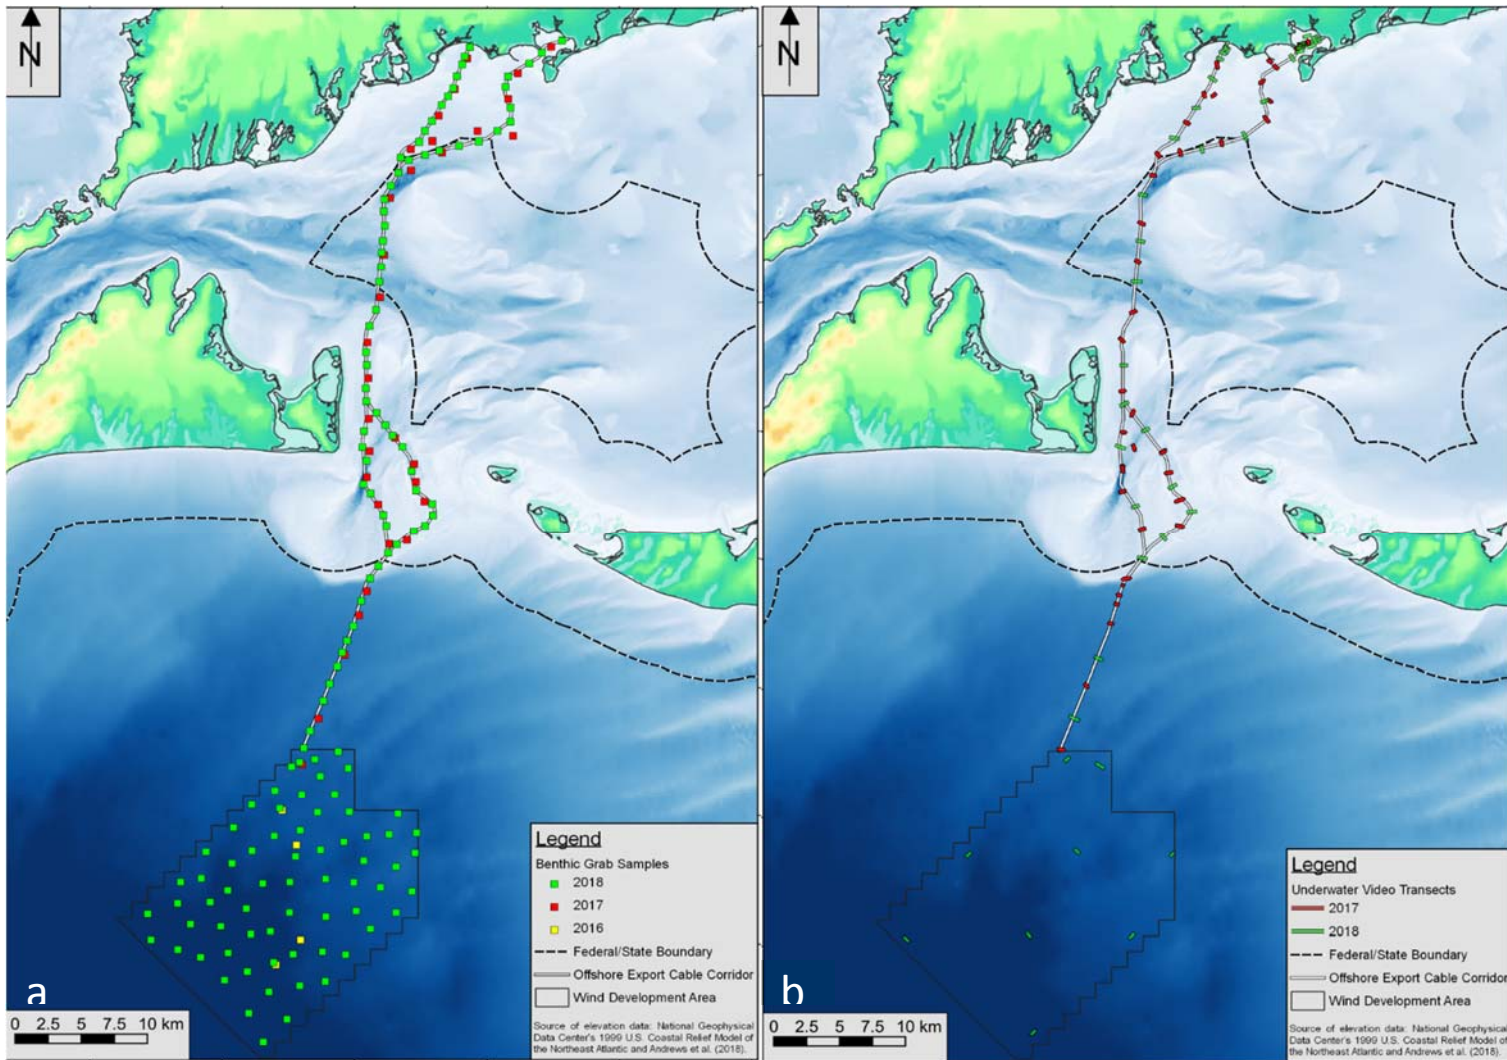 N
Legend
Benthic Grab Samples
2018
2017
2016
Federal/State Boundary
Offshore Export Cable Corridor
Wind Development Area
Source of elevation data: National Geophysical
Data Center's 1999 U.S. Coastal Relief Model of
the Northeast Atlantic and Andrews et al. (2018).
a
0 2.5 5 7.5 10 km
N
Legend
Underwater Video Transects
2017
2018
Federal/State Boundary
Offshore Export Cable Corridor
Wind Development Area
Source of elevation data: National Geophysical
Data Center's 1999 U.S. Coastal Relief Model of
the Northeast Atlantic and Andrews et al. (2018).
b
0 2.5 5 7.5 10 km